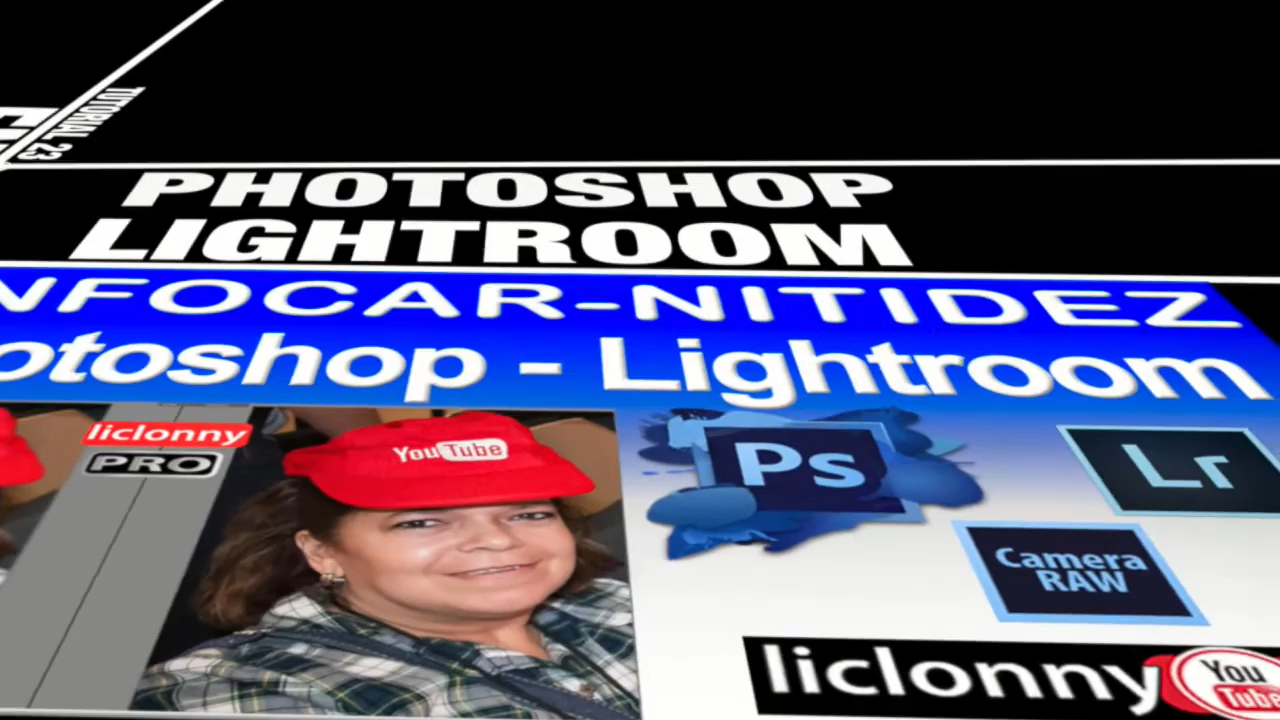 TUTORIAL 23
PHOTOSHOP
LIGHTROOM
NFOCAR-NITIDEZ
otoshop - Lightroom
liclonny
PRO
YouTube
Ps
Lr
Camera
RAW
liclonny
You
Tube